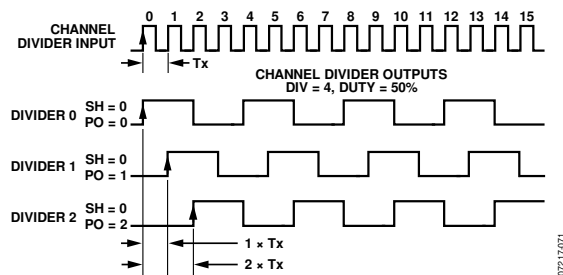 0 1 2 3 4 5 6 7 8 9 10 11 12 13 14 15
CHANNEL
DIVIDER INPUT
Tx
CHANNEL DIVIDER OUTPUTS
DIV = 4, DUTY = 50%
DIVIDER 0
SH = 0
PO = 0
DIVIDER 1
SH = 0
PO = 1
DIVIDER 2
SH = 0
PO = 2
1 × Tx
2 × Tx
07217-071